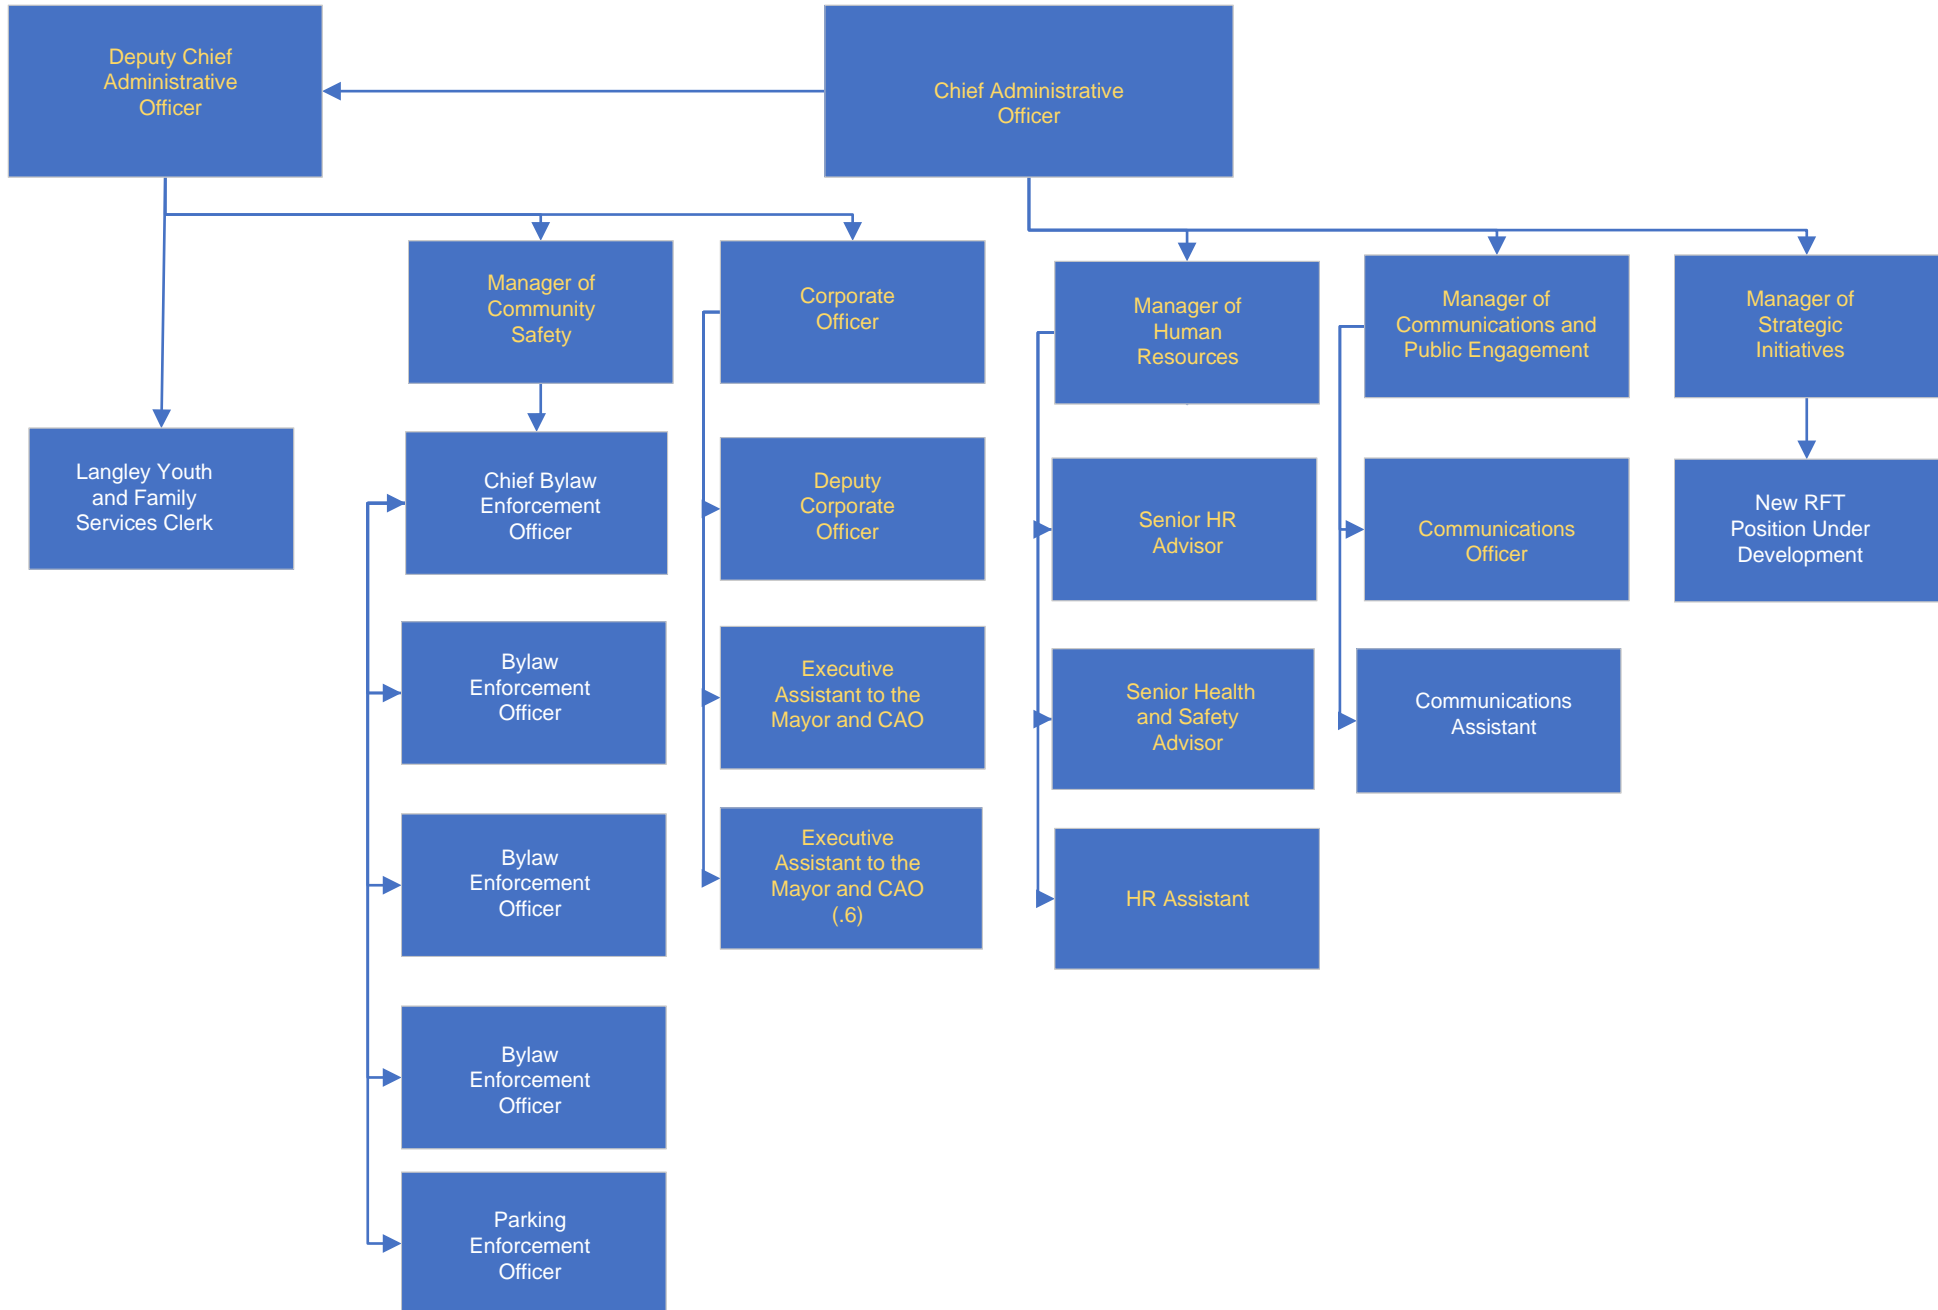 Deputy Chief
Administrative
Officer
Chief Administrative
Officer
Manager of
Community
Safety
Corporate
Officer
Manager of
Human
Resources
Manager of
Communications and
Public Engagement
Manager of
Strategic
Initiatives
Langley Youth
and Family
Services Clerk
Chief Bylaw
Enforcement
Officer
Deputy
Corporate
Officer
Senior HR
Advisor
Communications
Officer
New RFT
Position Under
Development
Bylaw
Enforcement
Officer
Executive
Assistant to the
Mayor and CAO
Senior Health
and Safety
Advisor
Communications
Assistant
Bylaw
Enforcement
Officer
Executive
Assistant to the
Mayor and CAO
(.6)
HR Assistant
Bylaw
Enforcement
Officer
Parking
Enforcement
Officer